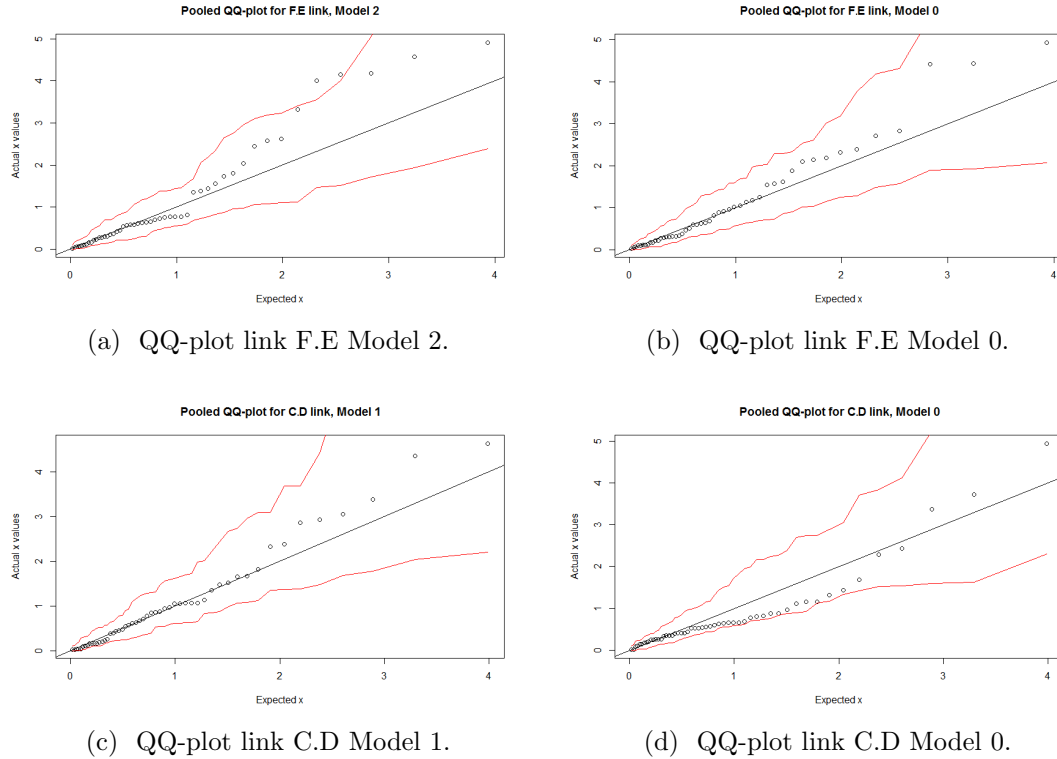 Pooled QQ-plot for F.E link, Model 2
Actual x values
0 1 2 3 4 5
0 1 2 3 4
Expected x
(a) QQ-plot link F.E Model 2.
Pooled QQ-plot for F.E link, Model 0
Actual x values
0 1 2 3 4 5
0 1 2 3 4
Expected x
(b) QQ-plot link F.E Model 0.
Pooled QQ-plot for C.D link, Model 1
Actual x values
0 1 2 3 4
0 1 2 3 4
Expected x
(c) QQ-plot link C.D Model 1.
Pooled QQ-plot for C.D link, Model 0
Actual x values
0 1 2 3 4 5
0 1 2 3 4
Expected x
(d) QQ-plot link C.D Model 0.